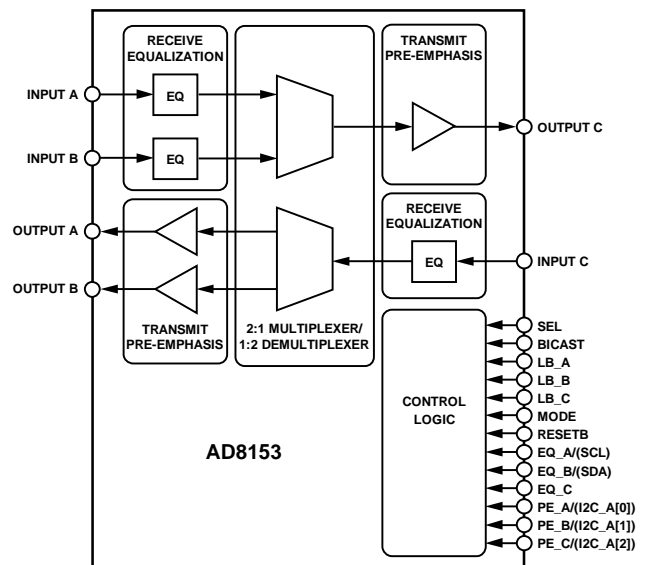 RECEIVE
EQUALIZATION
TRANSMIT
PRE-EMPHASIS
INPUT A
EQ
INPUT B
EQ
OUTPUT C
OUTPUT A
OUTPUT B
TRANSMIT
PRE-EMPHASIS
2:1 MULTIPLEXER/
1:2 DEMULTIPLEXER
RECEIVE
EQUALIZATION
EQ
INPUT C
CONTROL
LOGIC
SEL
BICAST
LB_A
LB_B
LB_C
MODE
RESETB
EQ_A/(SCL)
EQ_B/(SDA)
EQ_C
PE_A/(I2C_A[0])
PE_B/(I2C_A[1])
PE_C/(I2C_A[2])
AD8153